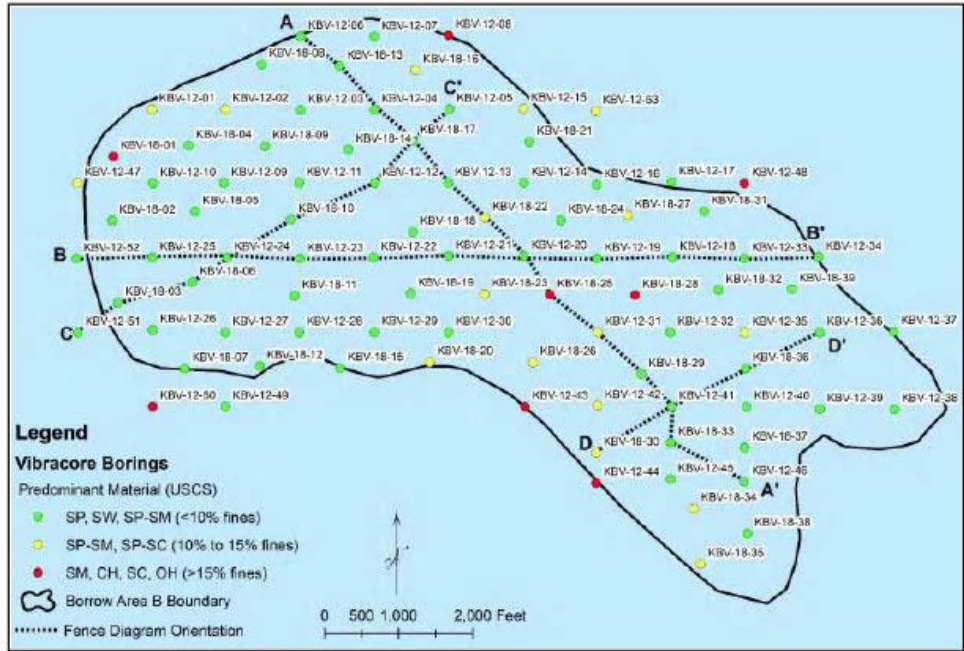 A KBV-12-06 KBV-12-07 KBV-12-08
KBV-18-08 KBV-18-13 KBV-18-16
C'
KBV-12-01 KBV-12-02 KBV-12-03 KBV-12-04 KBV-12-05 KBV-12-15 KBV-12-53
KBV-18-01 KBV-18-04 KBV-18-09 KBV-18-14 KBV-18-17 KBV-18-21
KBV-12-47 KBV-12-10 KBV-12-09 KBV-12-11 KBV-12-12 KBV-12-13 KBV-12-14 KBV-12-16 KBV-12-17 KBV-12-48
KBV-18-02 KBV-18-05 KBV-18-10 KBV-18-18 KBV-18-22 KBV-18-24 KBV-18-27 KBV-18-31
B KBV-12-52 KBV-12-25 KBV-12-24 KBV-12-23 KBV-12-22 KBV-12-21 KBV-12-20 KBV-12-19 KBV-12-18 KBV-12-33 B' KBV-12-34
KBV-18-03 KBV-18-06 KBV-18-11 KBV-18-19 KBV-18-23 KBV-18-25 KBV-18-28 KBV-18-32 KBV-18-39
C KBV-12-51 KBV-12-26 KBV-12-27 KBV-12-28 KBV-12-29 KBV-12-30 KBV-12-31 KBV-12-32 KBV-12-35 KBV-12-36 KBV-12-37
D'
KBV-18-07 KBV-18-12 KBV-18-15 KBV-18-20 KBV-18-26 KBV-18-29 KBV-18-36
KBV-12-50 KBV-12-49 KBV-12-43 KBV-12-42 KBV-12-41 KBV-12-40 KBV-12-39 KBV-12-38
D KBV-18-30 KBV-18-33 KBV-18-37
KBV-12-44 KBV-12-45 KBV-12-46
A'
KBV-18-34
KBV-18-38
KBV-18-35
Legend
Vibracore Borings
Predominant Material (USCS)
SP, SW, SP-SM (<10% fines)
SP-SM, SP-SC (10% to 15% fines)
SM, CH, SC, OH (>15% fines)
Borrow Area B Boundary
Fence Diagram Orientation
0 500 1,000 2,000 Feet